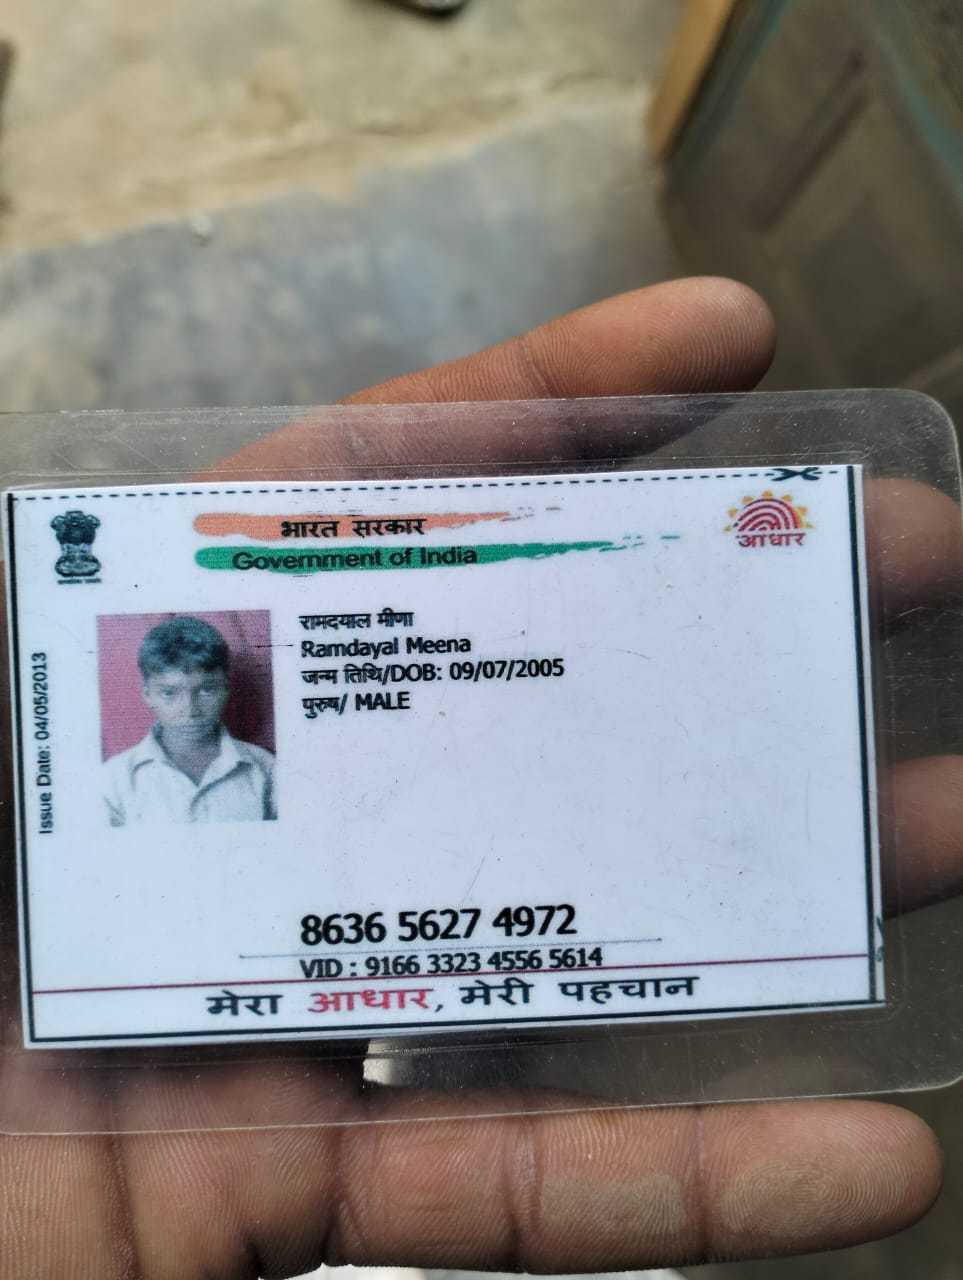 भारत सरकार
Government of India
आधार
Issue Date: 04/05/2013
रामदयाल मीणा
Ramdayal Meena
जन्म तिथि/DOB: 09/07/2005
पुरुष/ MALE
8636 5627 4972
VID : 9166 3323 4556 5614
मेरा आधार, मेरी पहचान